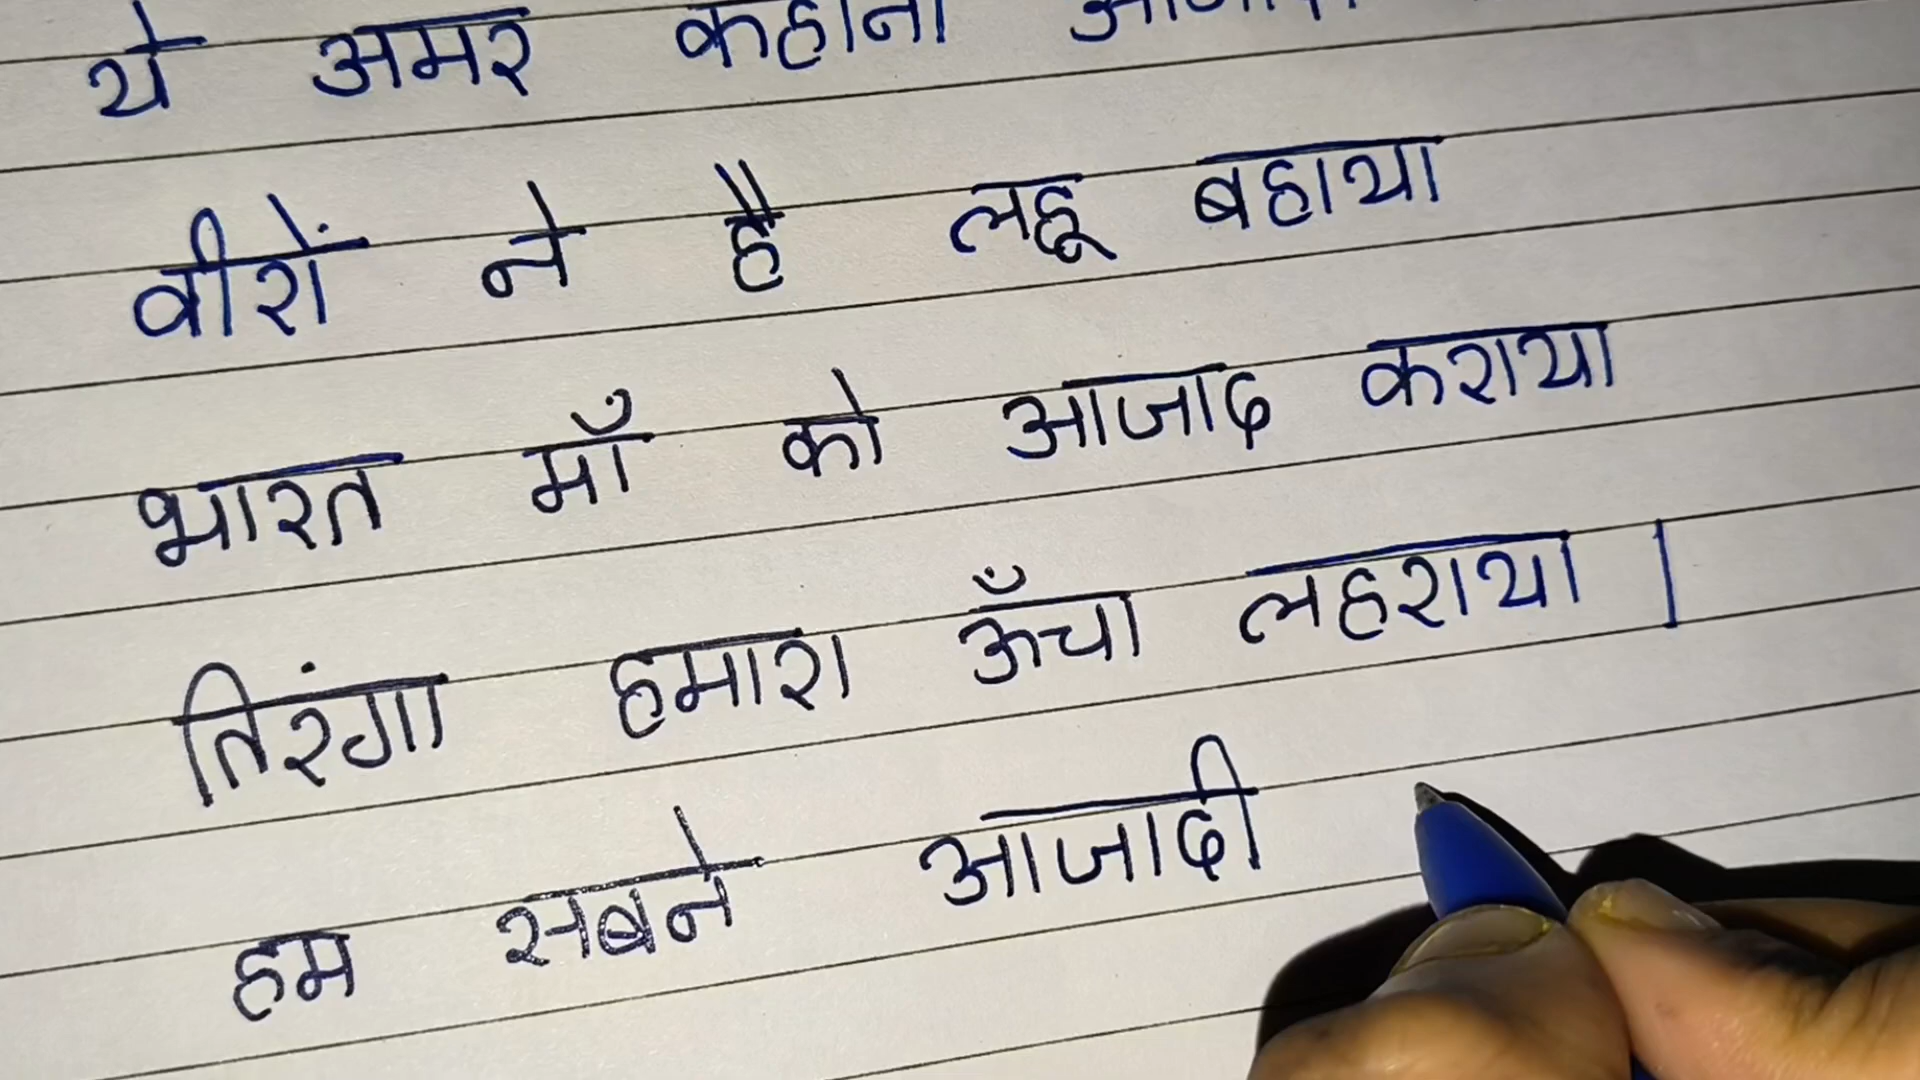 ये अमर कहानी
वीरों ने है लहू बहाया
भारत माँ को आजाद कराया
तिरंगा हमारा ऊँचा लहराया |
हम सबने आजादी